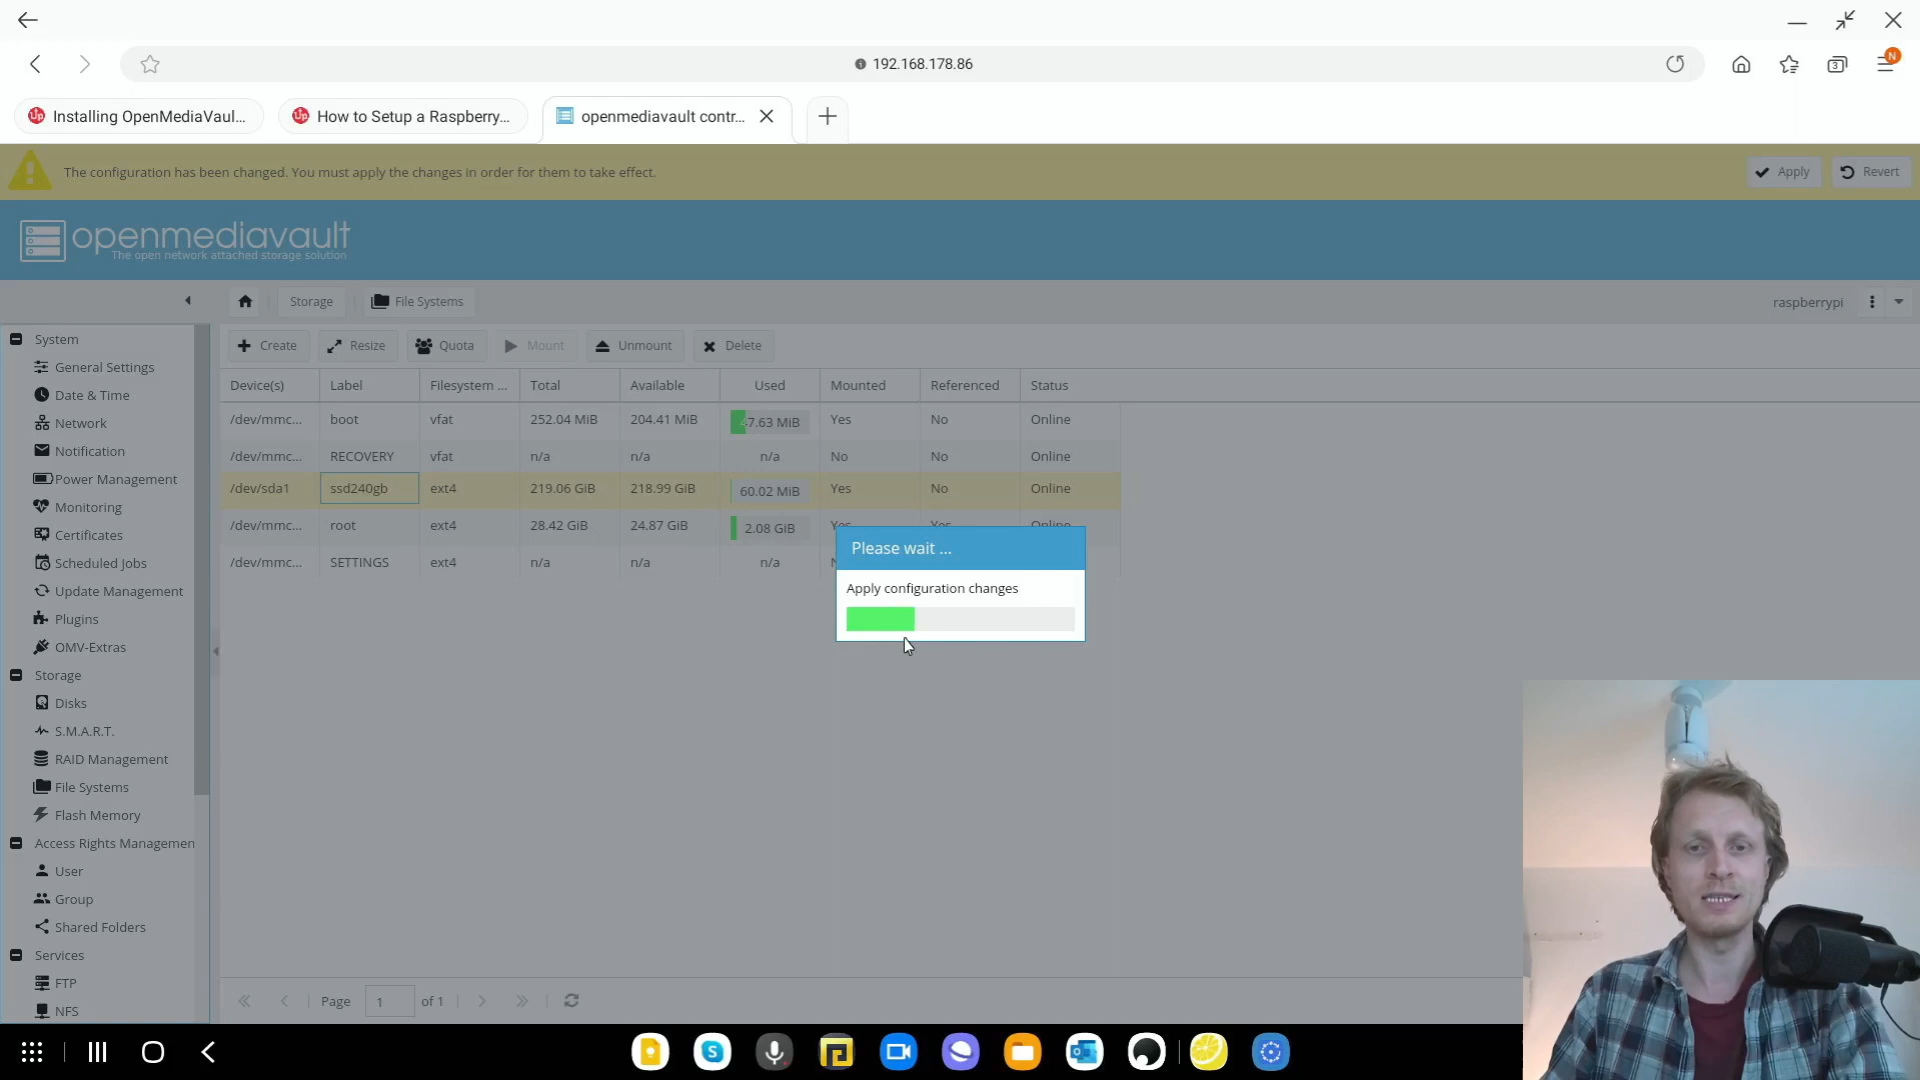 192.168.178.86
N
3
Installing OpenMediaVaul...
How to Setup a Raspberry...
openmediavault contr...
The configuration has been changed. You must apply the changes in order for them to take effect.
Apply
Revert
openmediavault
The open network attached storage solution
Storage
File Systems
raspberrypi
Create
Resize
Quota
Mount
Unmount
Delete
Device(s) Label Filesystem ... Total Available Used Mounted Referenced Status
/dev/mmc... boot vfat 252.04 MiB 204.41 MiB 47.63 MiB Yes No Online
/dev/mmc... RECOVERY vfat n/a n/a n/a No No Online
/dev/sda1 ssd240gb ext4 219.06 GiB 218.99 GiB 60.02 MiB Yes No Online
/dev/mmc... root ext4 28.42 GiB 24.87 GiB 2.08 GiB Yes Yes Online
/dev/mmc... SETTINGS ext4 n/a n/a n/a
Please wait ...
Apply configuration changes
System
General Settings
Date & Time
Network
Notification
Power Management
Monitoring
Certificates
Scheduled Jobs
Update Management
Plugins
OMV-Extras
Storage
Disks
S.M.A.R.T.
RAID Management
File Systems
Flash Memory
Access Rights Managemen
User
Group
Shared Folders
Services
FTP
NFS
Page 1 of 1